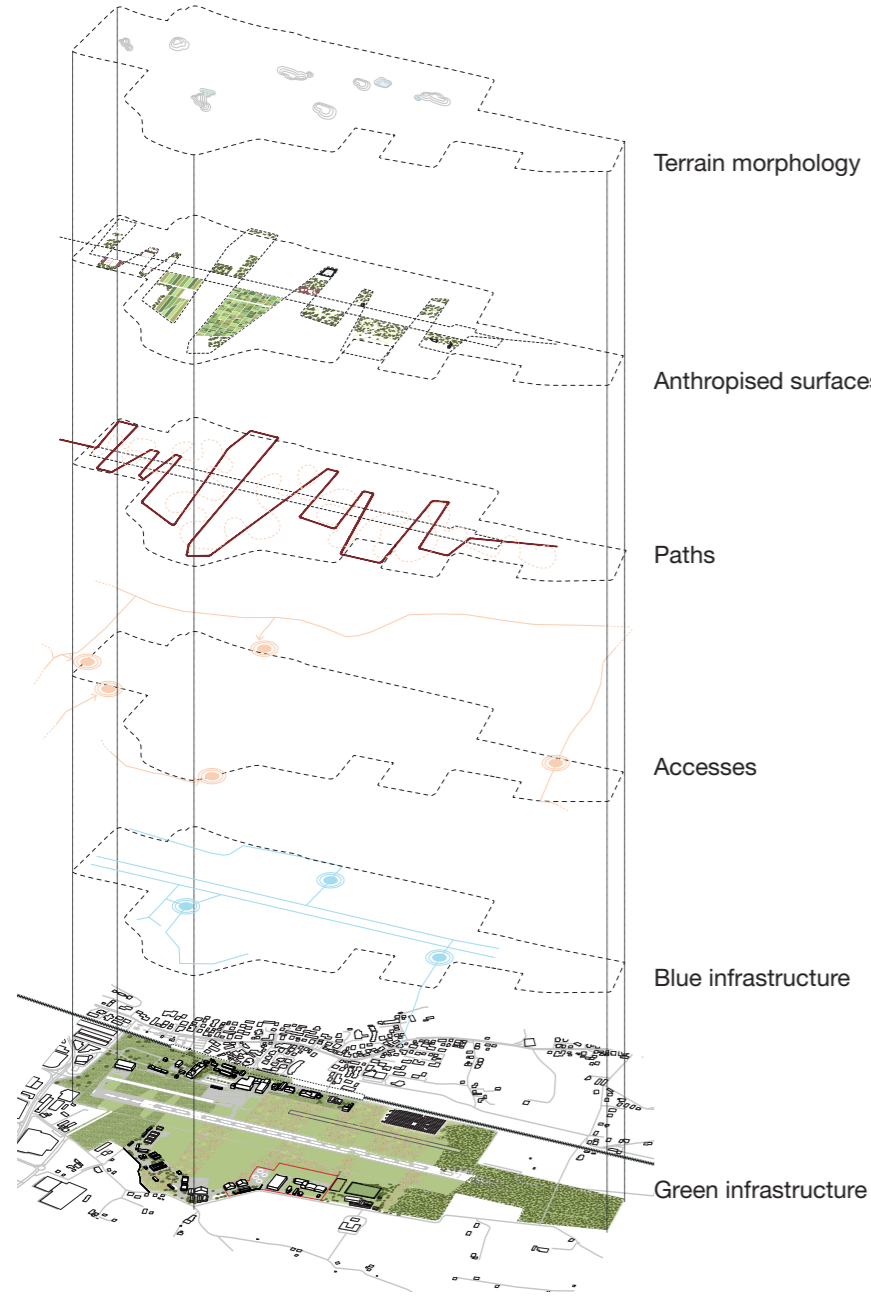 Terrain morphology
Anthropised surfaces
Paths
Accesses
Blue infrastructure
Green infrastructure